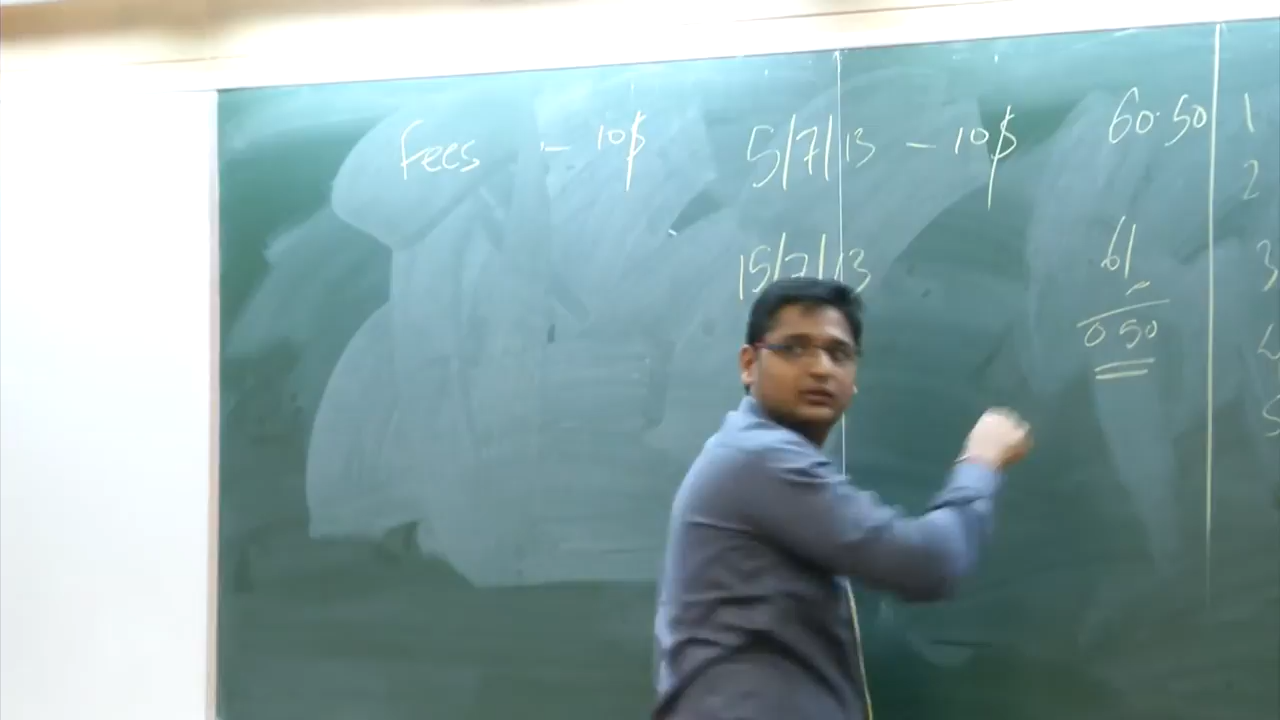 Fees - 10$ 5/7/13 - 10$ 60.50 1
2
15/7/13 61 3
0.50